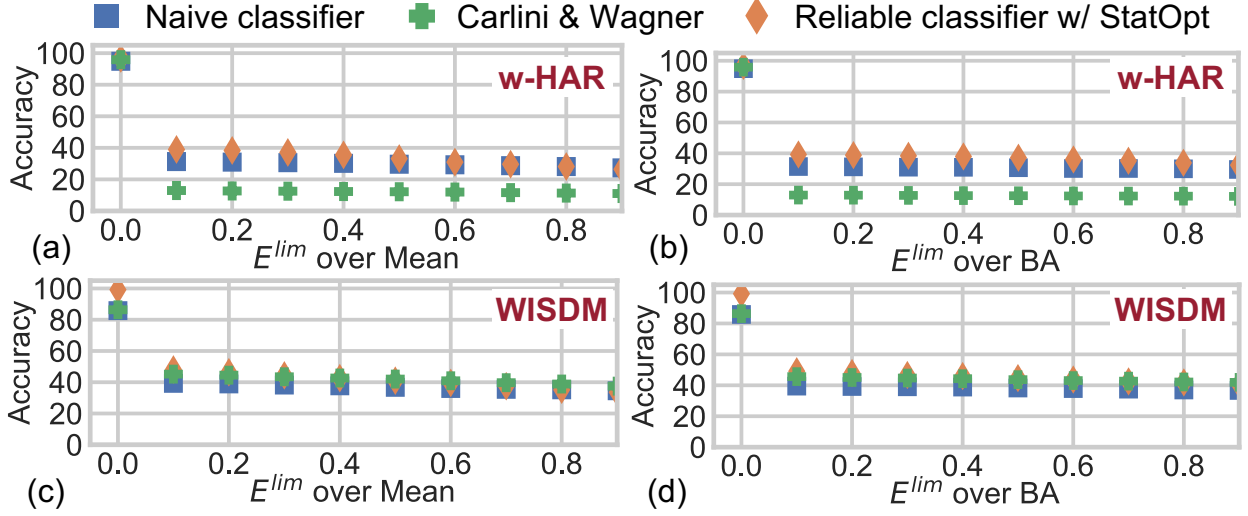 Naive classifier Carlini & Wagner Reliable classifier w/ StatOpt
100
80
60
40
20
0
Accuracy
w-HAR
0.0 0.2 0.4 0.6 0.8
(a) E^lim over Mean
100
80
60
40
20
0
Accuracy
w-HAR
0.0 0.2 0.4 0.6 0.8
(b) E^lim over BA
100
80
60
40
20
0
Accuracy
WISDM
0.0 0.2 0.4 0.6 0.8
(c) E^lim over Mean
100
80
60
40
20
0
Accuracy
WISDM
0.0 0.2 0.4 0.6 0.8
(d) E^lim over BA